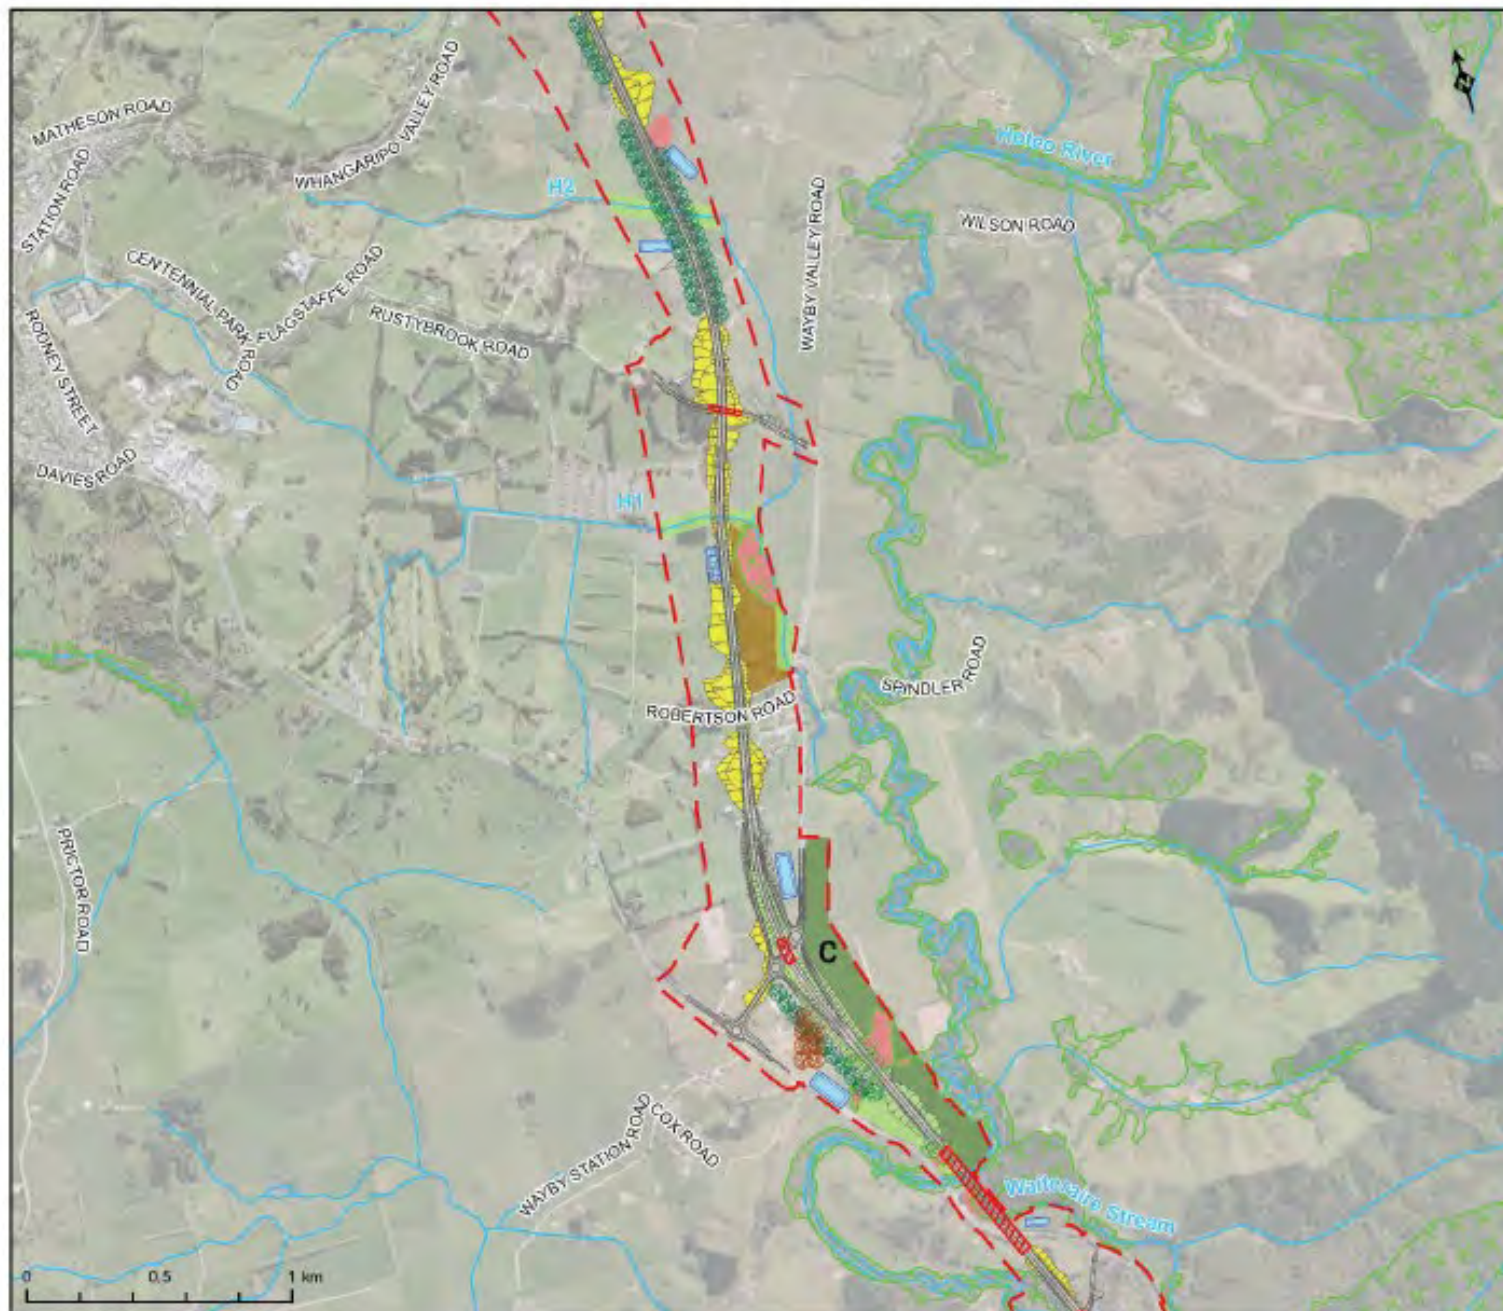 MATHESON ROAD
STATION ROAD
WHANGARIPO VALLEY ROAD
N
Hoteo River
H2
WAYBY VALLEY ROAD
WILSON ROAD
CENTENNIAL PARK ROAD
FLAGSTAFFE ROAD
RUSTYBROOK ROAD
RODNEY STREET
DAVIES ROAD
H1
SPINDLER ROAD
ROBERTSON ROAD
PRICTOR ROAD
C
WAYBY STATION ROAD
COX ROAD
Waiteraire Stream
0 0.5 1 km